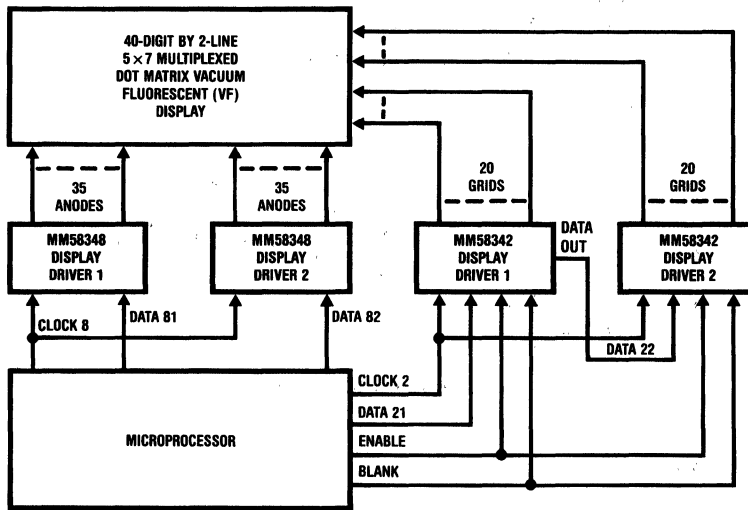 40-DIGIT BY 2-LINE
5 × 7 MULTIPLEXED
DOT MATRIX VACUUM
FLUORESCENT (VF)
DISPLAY
35
ANODES
35
ANODES
20
GRIDS
20
GRIDS
MM58348
DISPLAY
DRIVER 1
MM58348
DISPLAY
DRIVER 2
MM58342
DISPLAY
DRIVER 1
DATA
OUT
MM58342
DISPLAY
DRIVER 2
CLOCK 8
DATA 81
DATA 82
DATA 22
CLOCK 2
DATA 21
ENABLE
BLANK
MICROPROCESSOR